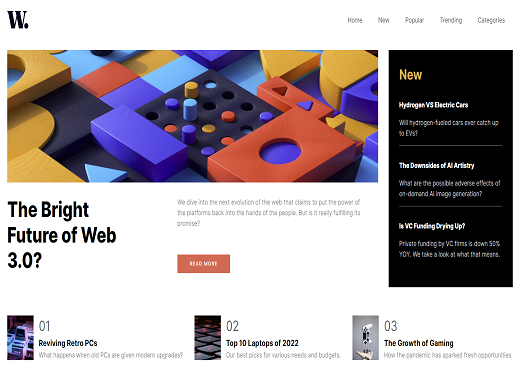 W.
Home New Popular Trending Categories
New
Hydrogen VS Electric Cars
Will hydrogen-fueled cars ever catch up
to EVs?
The Downsides of AI Artistry
What are the possible adverse effects of
on-demand AI image generation?
Is VC Funding Drying Up?
Private funding by VC firms is down 50%
YOY. We take a look at what that means.
The Bright
Future of Web
3.0?
We dive into the next evolution of the web that claims to put the power of
the platforms back into the hands of the people. But is it really fulfilling its
promise?
READ MORE
01
Reviving Retro PCs
What happens when old PCs are given modern upgrades?
02
Top 10 Laptops of 2022
Our best picks for various needs and budgets.
03
The Growth of Gaming
How the pandemic has sparked fresh opportunities.